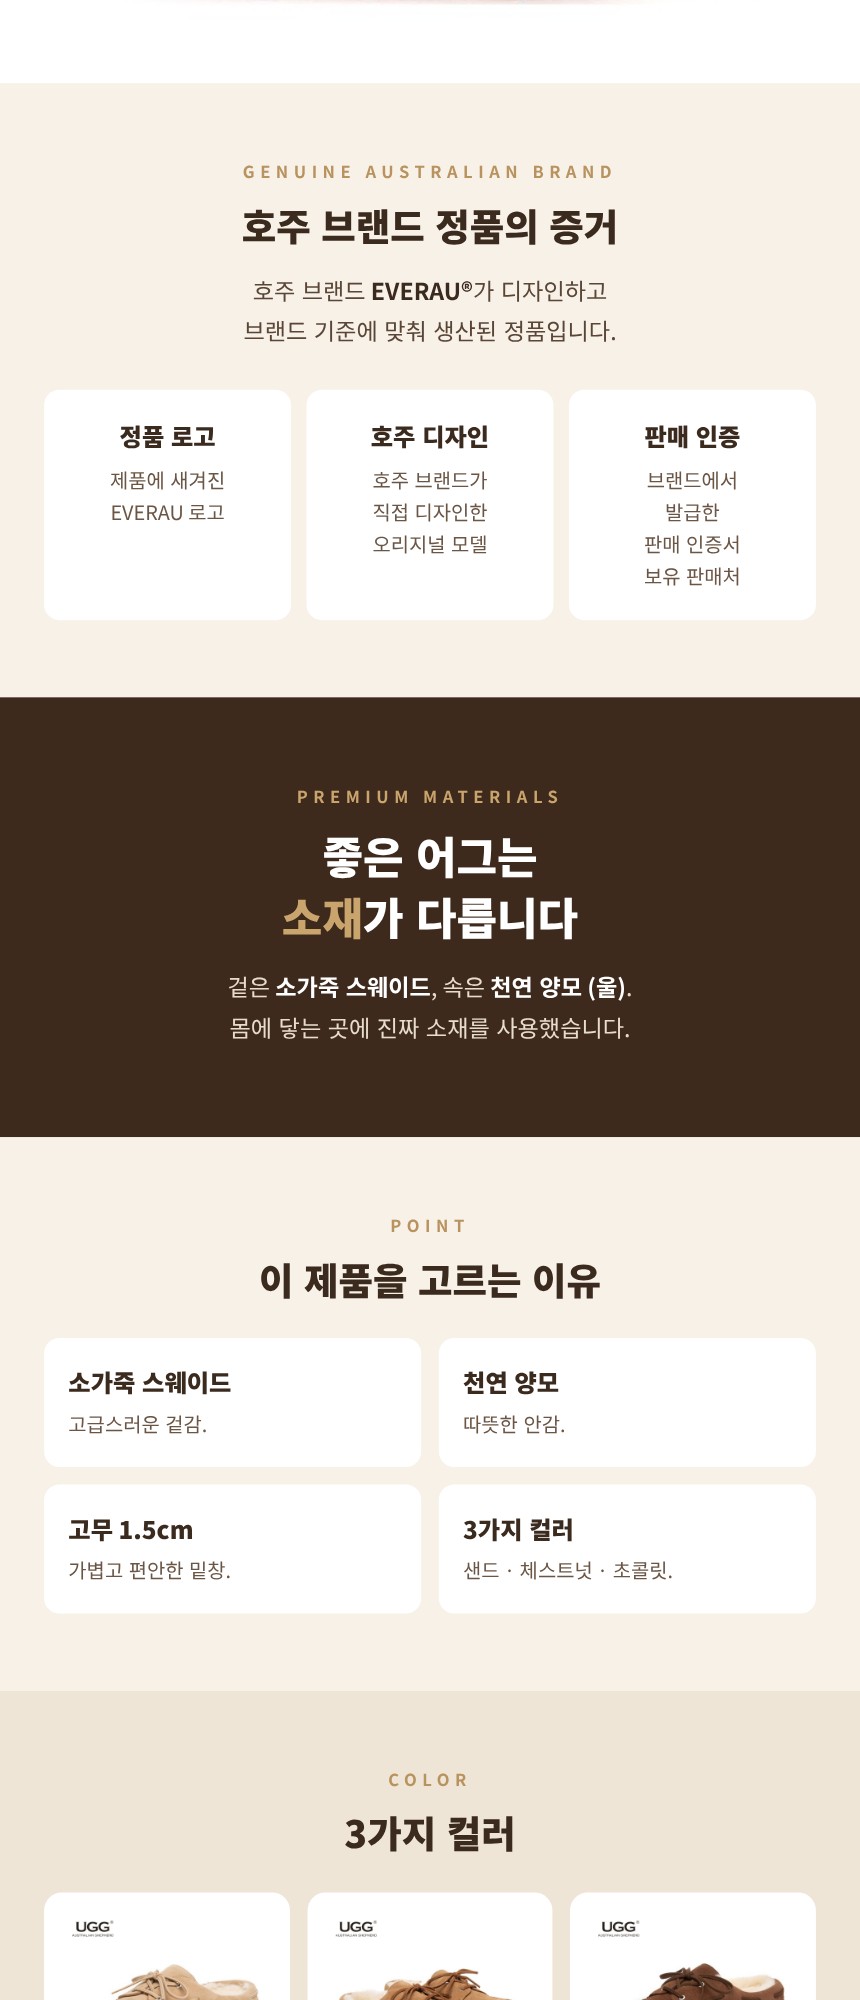 GENUINE AUSTRALIAN BRAND
호주 브랜드 정품의 증거
호주 브랜드 EVERAU®가 디자인하고
브랜드 기준에 맞춰 생산된 정품입니다.
정품 로고
제품에 새겨진
EVERAU 로고
호주 디자인
호주 브랜드가
직접 디자인한
오리지널 모델
판매 인증
브랜드에서
발급한
판매 인증서
보유 판매처
PREMIUM MATERIALS
좋은 어그는
소재가 다릅니다
겉은 소가죽 스웨이드, 속은 천연 양모 (울).
몸에 닿는 곳에 진짜 소재를 사용했습니다.
POINT
이 제품을 고르는 이유
소가죽 스웨이드
고급스러운 겉감.
천연 양모
따뜻한 안감.
고무 1.5cm
가볍고 편안한 밑창.
3가지 컬러
샌드 · 체스트넛 · 초콜릿.
COLOR
3가지 컬러
UGG®
AUSTRALIAN SHEPHERD
UGG®
AUSTRALIAN SHEPHERD
UGG®
AUSTRALIAN SHEPHERD